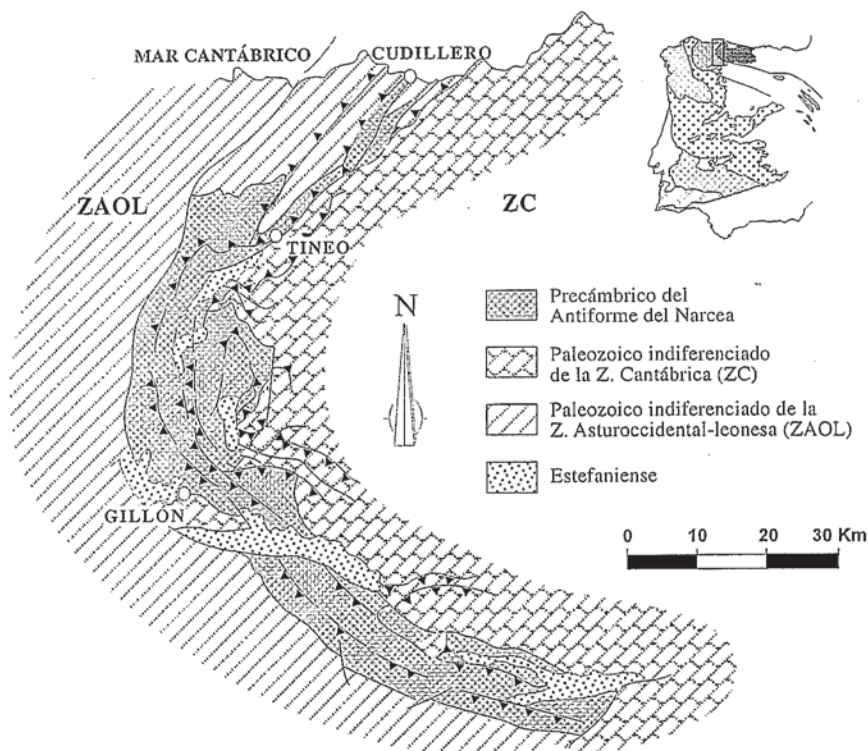 MAR CANTÁBRICO
CUDILLERO
ZAOL
ZC
TINEO
N
GILLÓN
Precámbrico del
Antiforme del Narcea
Paleozoico indiferenciado
de la Z. Cantábrica (ZC)
Paleozoico indiferenciado de la
Z. Asturoccidental-leonesa (ZAOL)
Estefaniense
0 10 20 30 Km